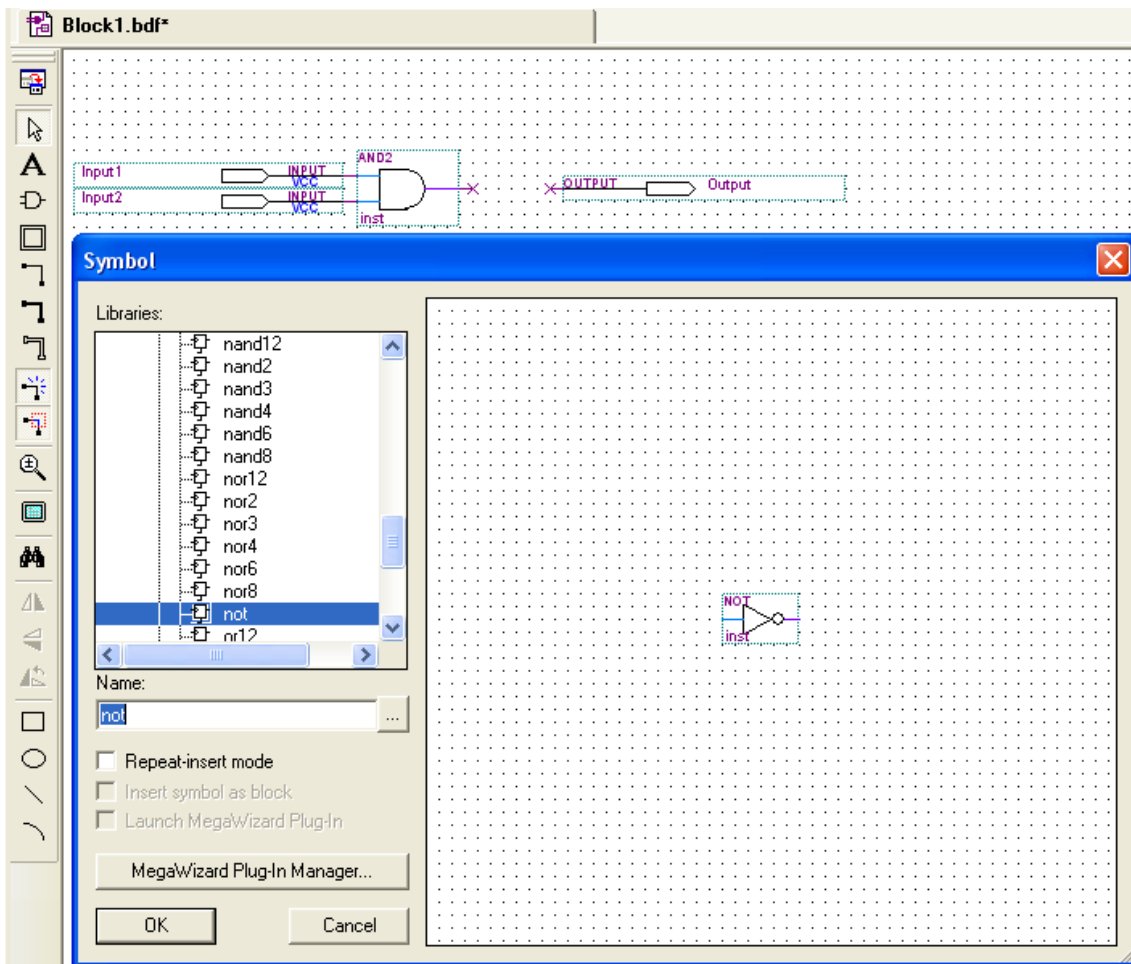 Block1.bdf*
A
AND2
Input1 INPUT VCC
Input2 INPUT VCC
inst
OUTPUT Output
Symbol
Libraries:
nand12
nand2
nand3
nand4
nand6
nand8
nor12
nor2
nor3
nor4
nor6
nor8
not
or12
Name:
not
...
Repeat-insert mode
Insert symbol as block
Launch MegaWizard Plug-In
MegaWizard Plug-In Manager...
OK Cancel
NOT
inst